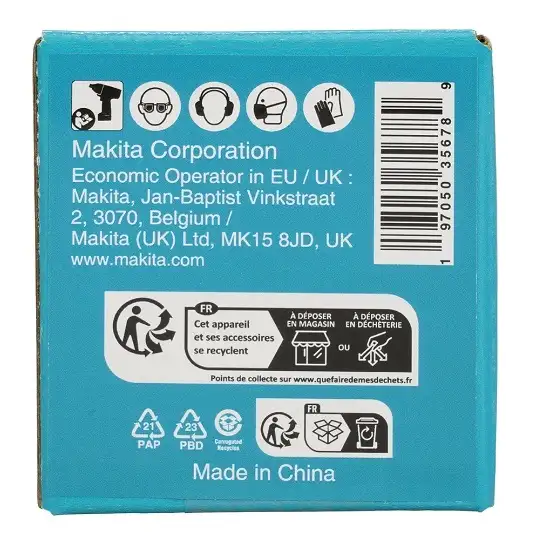 Makita Corporation
Economic Operator in EU / UK :
Makita, Jan-Baptist Vinkstraat
2, 3070, Belgium /
Makita (UK) Ltd, MK15 8JD, UK
www.makita.com
1 97050 35678 9
FR
Cet appareil
et ses accessoires
se recyclent
À DÉPOSER
EN MAGASIN
OU
À DÉPOSER
EN DÉCHÈTERIE
Points de collecte sur www.quefairedemesdechets.fr
21
PAP
23
PBD
Corrugated
Recycles
FR
Made in China